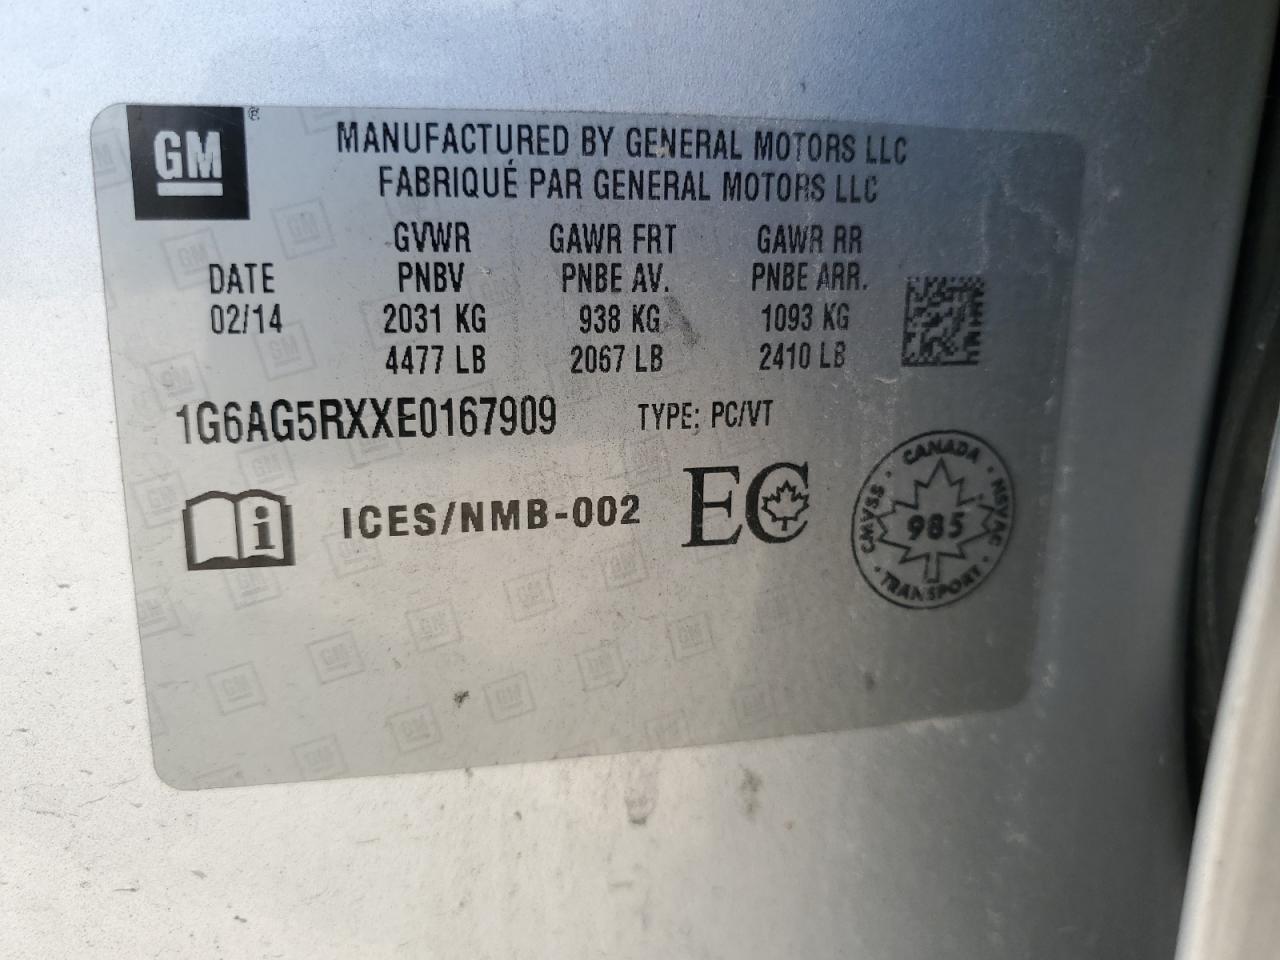 GM ®
MANUFACTURED BY GENERAL MOTORS LLC
FABRIQUÉ PAR GENERAL MOTORS LLC
GVWR GAWR FRT GAWR RR
DATE PNBV PNBE AV. PNBE ARR.
02/14 2031 KG 938 KG 1093 KG
4477 LB 2067 LB 2410 LB
1G6AG5RXXE0167909 TYPE: PC/VT
i ICES/NMB-002 EC
CANADA · NSVAC · TRANSPORT · CMVSS ·
985